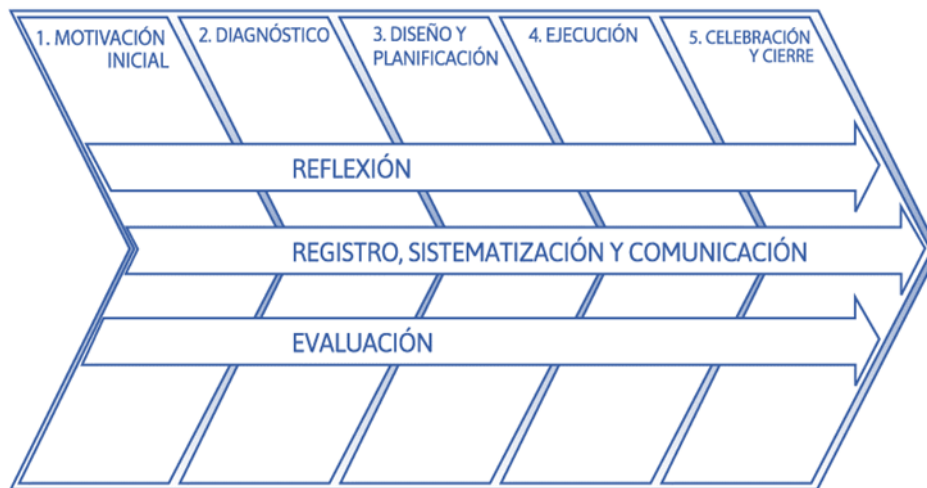 1. MOTIVACIÓN
INICIAL
2. DIAGNÓSTICO
3. DISEÑO Y
PLANIFICACIÓN
4. EJECUCIÓN
5. CELEBRACIÓN
Y CIERRE
REFLEXIÓN
REGISTRO, SISTEMATIZACIÓN Y COMUNICACIÓN
EVALUACIÓN